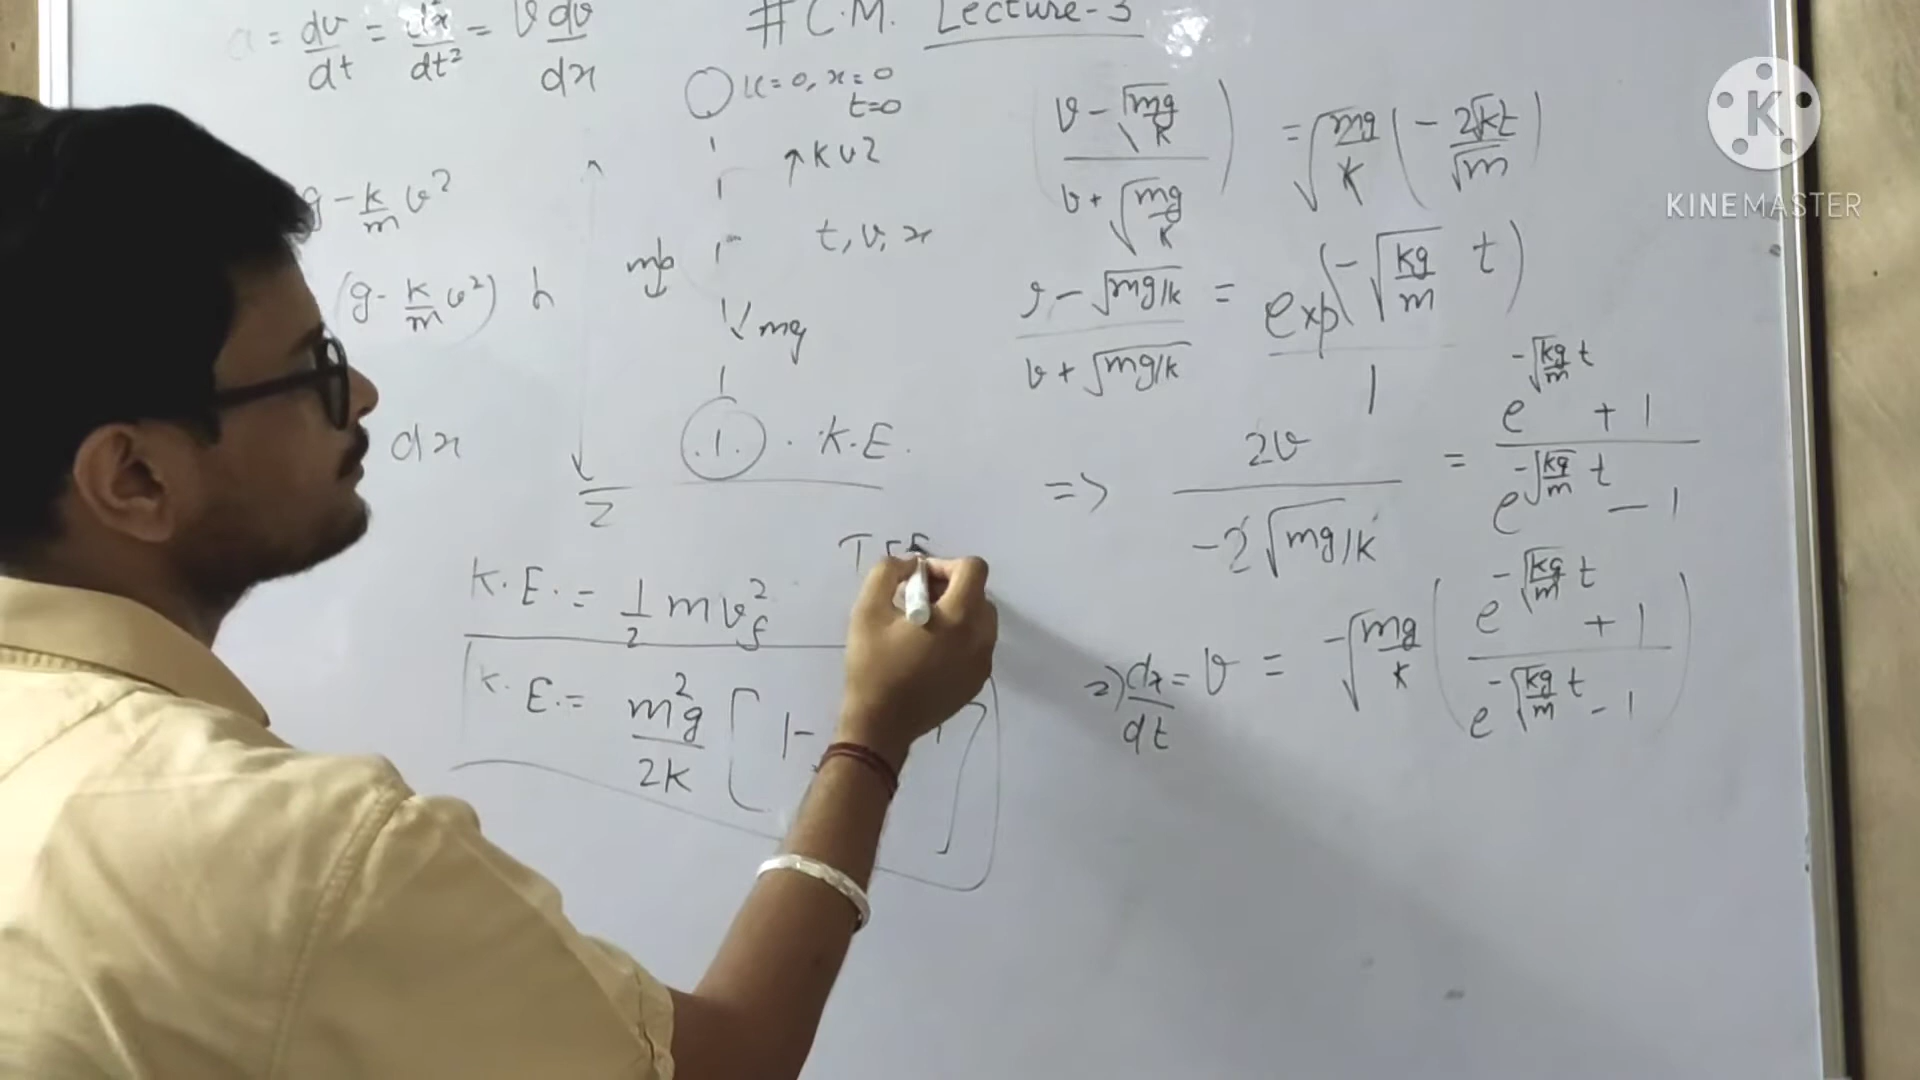 # C.M. Lecture-3
a = dv/dt = d²x/dt² = v dv/dx
u=0, x=0
t=0
↑kv2
g - k/m v²
t, v, x
(g - k/m v²) h
↓mg
dx
.1. . K.E.
K.E. = 1/2 m v_f²
K.E. = m²g/2k [1-
(v - √(mg/k) / v + √(mg/k)) = √(mg/k) (- 2√k t/√m)
- √(mg/k) / v + √(mg/k) = exp(-√(kg/m) t) / 1
=> 2v / -2√(mg/k) = e^(-√(kg/m) t) + 1 / e^(-√(kg/m) t) - 1
dx/dt = v = -√(mg/k) (e^(-√(kg/m) t) + 1 / e^(-√(kg/m) t) - 1)
K
KINEMASTER